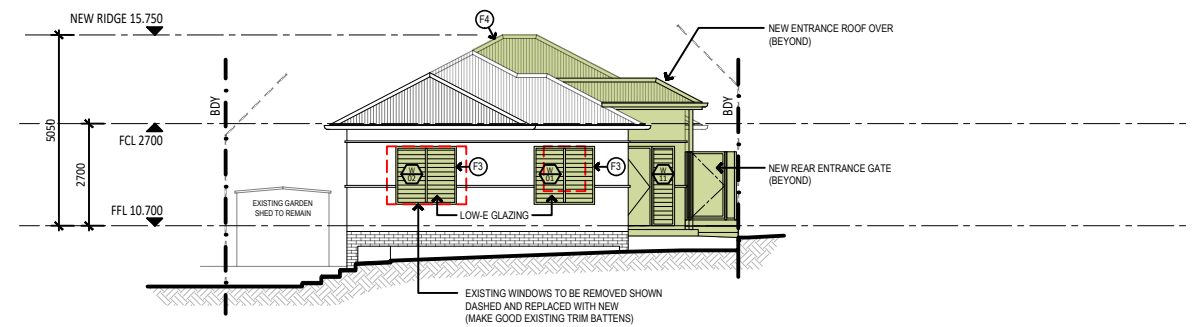 NEW RIDGE 15.750
F4
NEW ENTRANCE ROOF OVER
(BEYOND)
BDY
BDY
5050
FCL 2700
2700
W
02
F3
W
01
F3
W
11
NEW REAR ENTRANCE GATE
(BEYOND)
EXISTING GARDEN
SHED TO REMAIN
FFL 10.700
LOW-E GLAZING
EXISTING WINDOWS TO BE REMOVED SHOWN
DASHED AND REPLACED WITH NEW
(MAKE GOOD EXISTING TRIM BATTENS)